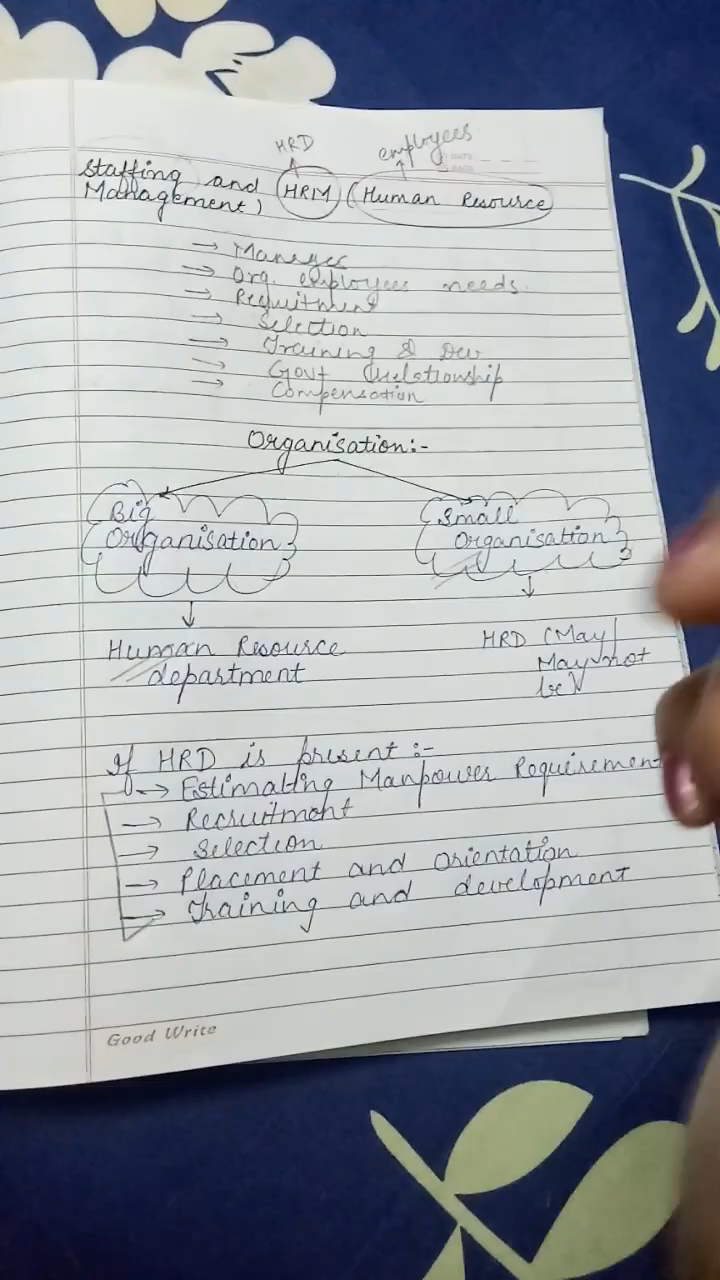 HRD employees
Staffing and HRM (Human Resource
Management)
→ Manager
→ Org. employees needs.
→ Requitment
→ Selection
→ Training & Dev
→ Govt relationship
→ Compensation
Organisation:-
Big Small
Organisation Organisation
Human Resource HRD (May/
department May not
be)
If HRD is present :-
→ Estimating Manpower Requirement
→ Recruitment
→ Selection
→ Placement and orientation
→ Training and development
Good Write